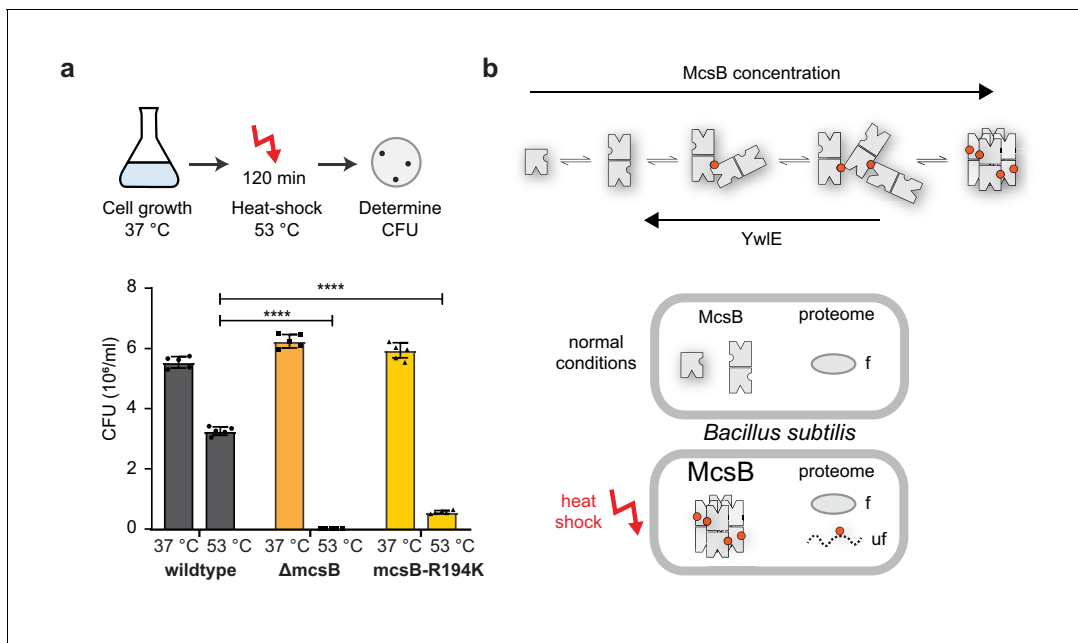 a
120 min
Cell growth
37 °C
Heat-shock
53 °C
Determine
CFU
CFU (10⁶/ml)
8
6
4
2
0
****
****
37 °C 53 °C 37 °C 53 °C 37 °C 53 °C
wildtype ΔmcsB mcsB-R194K
b
McsB concentration
YwlE
normal
conditions
McsB
proteome
f
Bacillus subtilis
heat
shock
McsB
proteome
f
uf